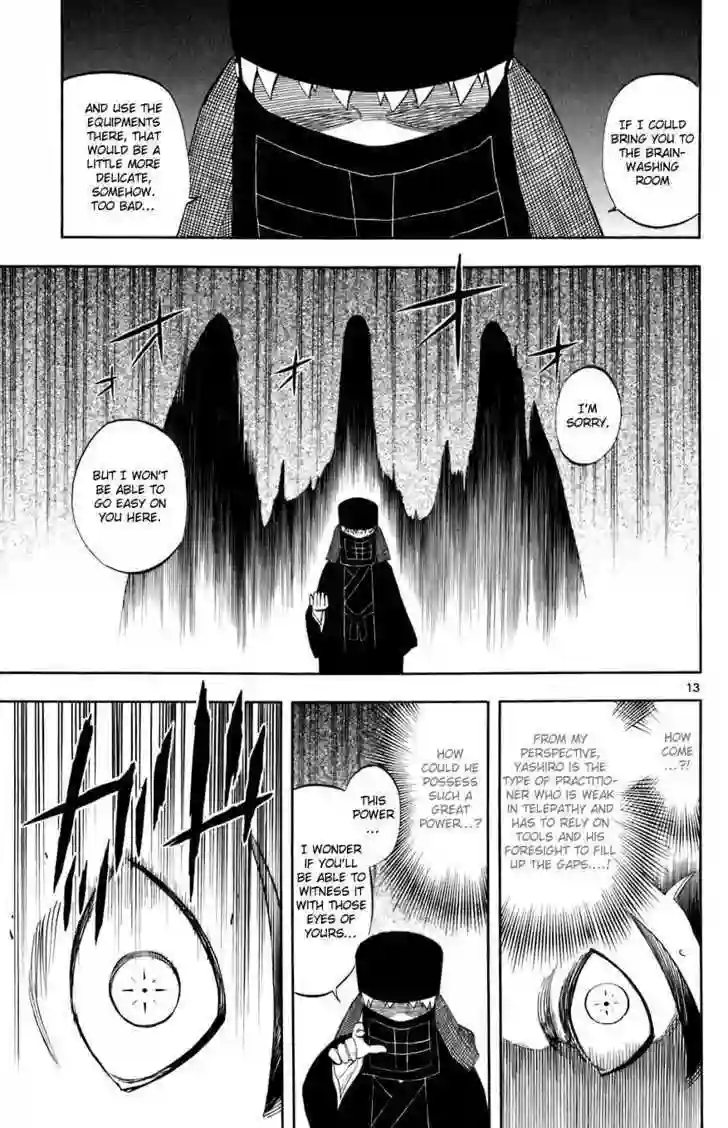 IF I COULD
BRING YOU TO
THE BRAIN-
WASHING
ROOM
AND USE THE
EQUIPMENTS
THERE, THAT
WOULD BE A
LITTLE MORE
DELICATE,
SOMEHOW.
TOO BAD...
I'M
SORRY.
BUT I WON'T
BE ABLE TO
GO EASY ON
YOU HERE.
13
HOW
COME
...?!
FROM MY
PERSPECTIVE,
YASHIRO IS THE
TYPE OF PRACTITIO-
NER WHO IS WEAK
IN TELEPATHY AND
HAS TO RELY ON
TOOLS AND HIS
FORESIGHT TO FILL
UP THE GAPS....!
HOW
COULD HE
POSSESS
SUCH A
GREAT
POWER..?
THIS
POWER
...
I WONDER
IF YOU'LL
BE ABLE TO
WITNESS IT
WITH THOSE
EYES OF
YOURS...